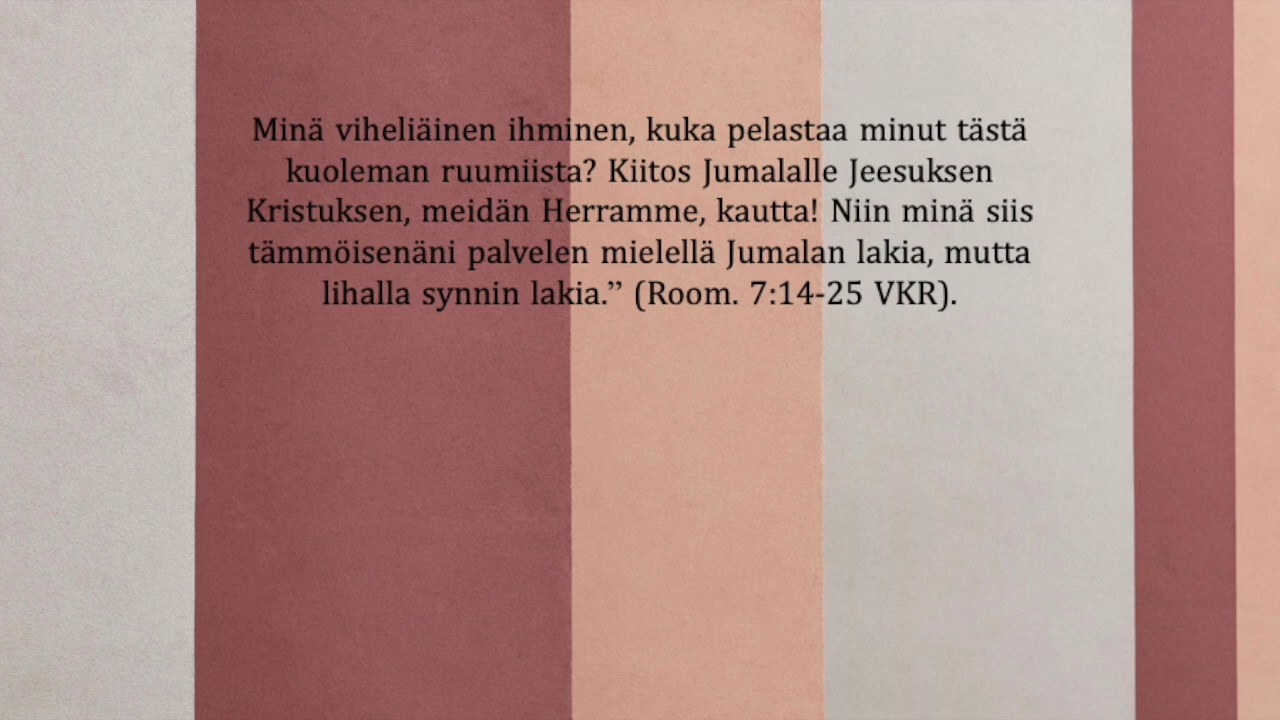 Minä viheliäinen ihminen, kuka pelastaa minut tästä
kuoleman ruumiista? Kiitos Jumalalle Jeesuksen
Kristuksen, meidän Herramme, kautta! Niin minä siis
tämmöisenäni palvelen mielellä Jumalan lakia, mutta
lihalla synnin lakia.” (Room. 7:14-25 VKR).